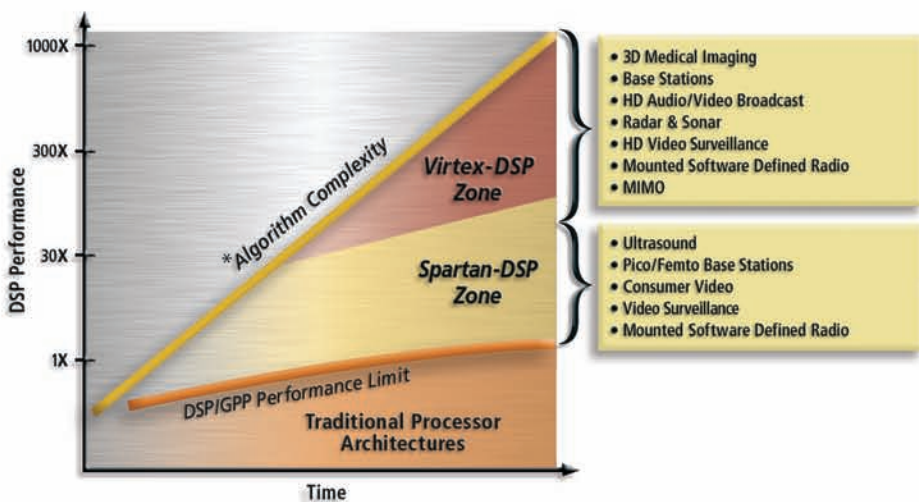 1000X
300X
30X
1X
DSP Performance
Time
*Algorithm Complexity
Virtex-DSP
Zone
Spartan-DSP
Zone
DSP/GPP Performance Limit
Traditional Processor
Architectures
• 3D Medical Imaging
• Base Stations
• HD Audio/Video Broadcast
• Radar & Sonar
• HD Video Surveillance
• Mounted Software Defined Radio
• MIMO
• Ultrasound
• Pico/Femto Base Stations
• Consumer Video
• Video Surveillance
• Mounted Software Defined Radio